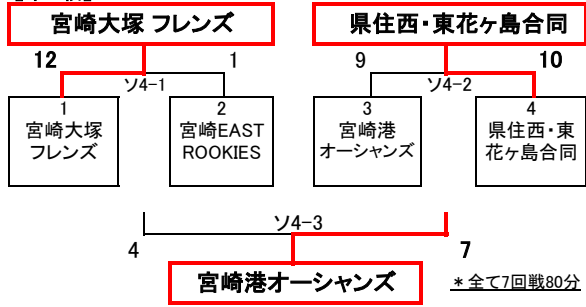 宮崎大塚 フレンズ
県住西・東花ヶ島合同
12
1
9
10
ソ4-1
ソ4-2
1
宮崎大塚
フレンズ
2
宮崎EAST
ROOKIES
3
宮崎港
オーシャンズ
4
県住西・東
花ヶ島合同
ソ4-3
4
7
宮崎港オーシャンズ
＊全て7回戦80分